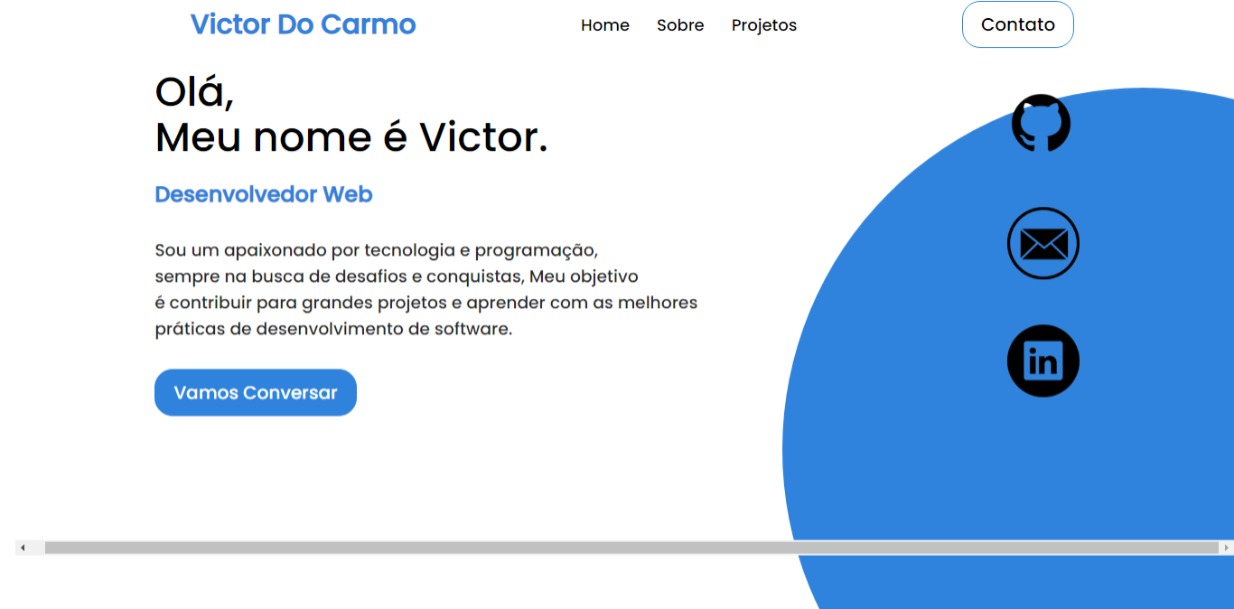 Victor Do Carmo
Home Sobre Projetos
Contato
Olá,
Meu nome é Victor.
Desenvolvedor Web
Sou um apaixonado por tecnologia e programação,
sempre na busca de desafios e conquistas, Meu objetivo
é contribuir para grandes projetos e aprender com as melhores
práticas de desenvolvimento de software.
Vamos Conversar
in